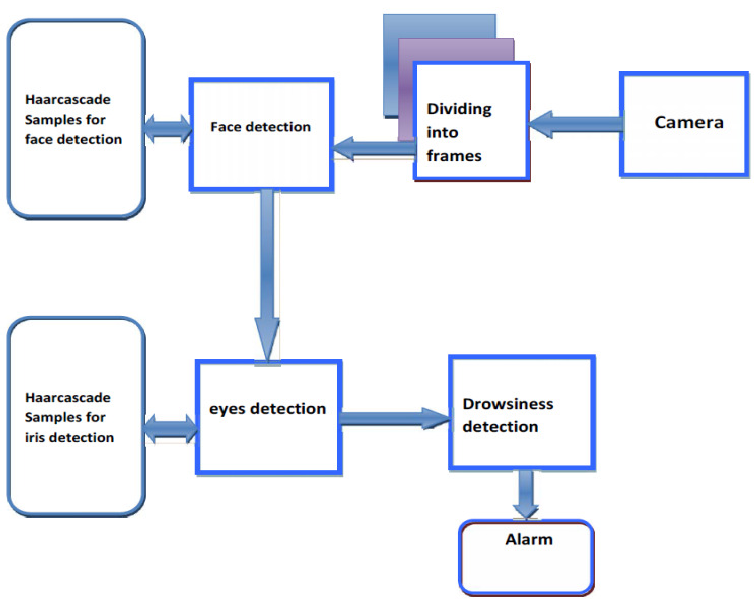 Haarcascade
Samples for
face detection
Face detection
Dividing
into
frames
Camera
Haarcascade
Samples for
iris detection
eyes detection
Drowsiness
detection
Alarm